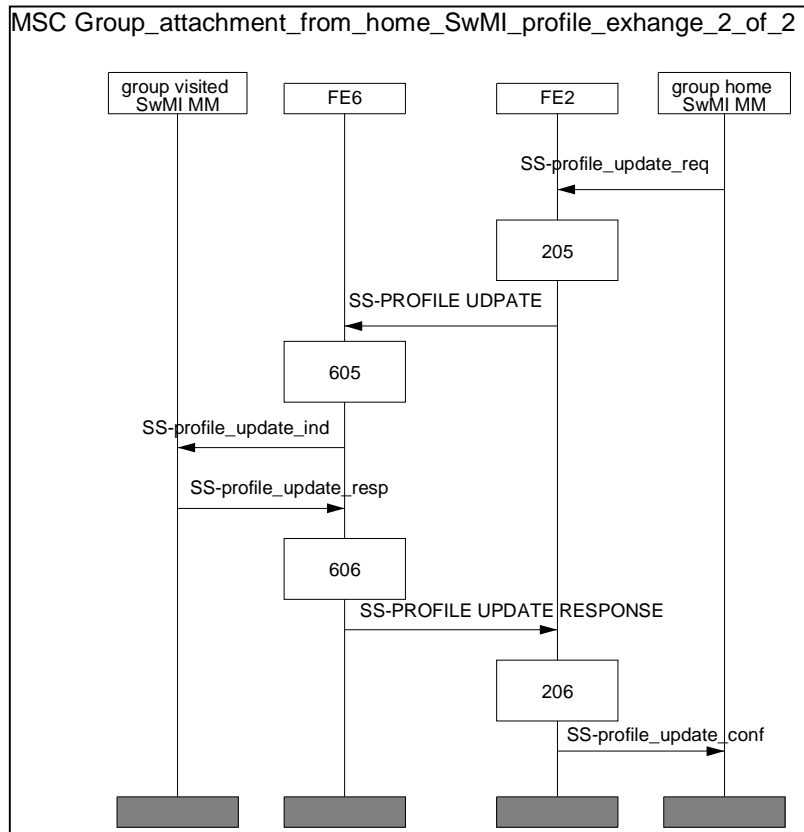 MSC Group_attachment_from_home_SwMI_profile_exhange_2_of_2
group visited
SwMI MM
FE6
FE2
group home
SwMI MM
SS-profile_update_req
205
SS-PROFILE UDPATE
605
SS-profile_update_ind
SS-profile_update_resp
606
SS-PROFILE UPDATE RESPONSE
206
SS-profile_update_conf